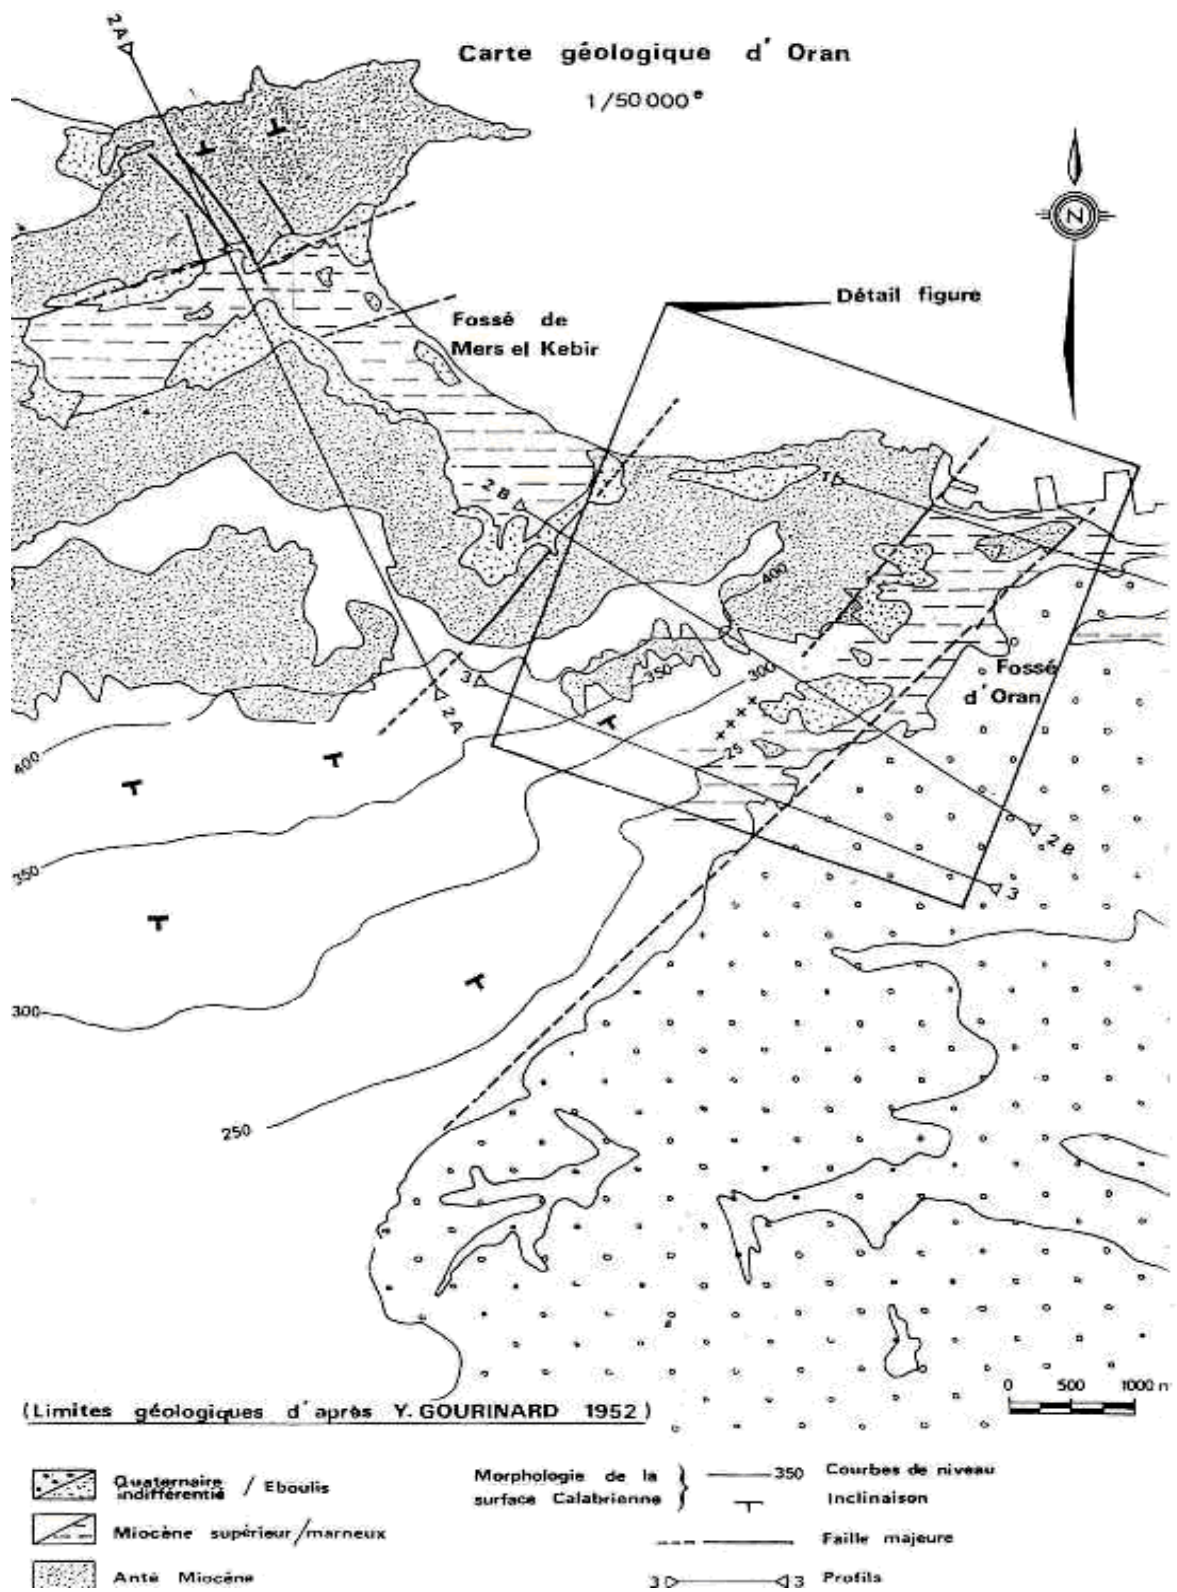 2A
Carte géologique d' Oran
1/50 000e
N
Détail figure
Fossé de
Mers el Kebir
2B
1
400
3
350
300
Fossé
d'Oran
2A
25
400
2B
350
3
300
250
0 500 1000 m
(Limites géologiques d'après Y. GOURINARD 1952)
Quaternaire
indifférentié / Eboulis
Miocène supérieur/marneux
Anté Miocène
Morphologie de la
surface Calabrienne
350 Courbes de niveau
Inclinaison
Faille majeure
3 3 Profils